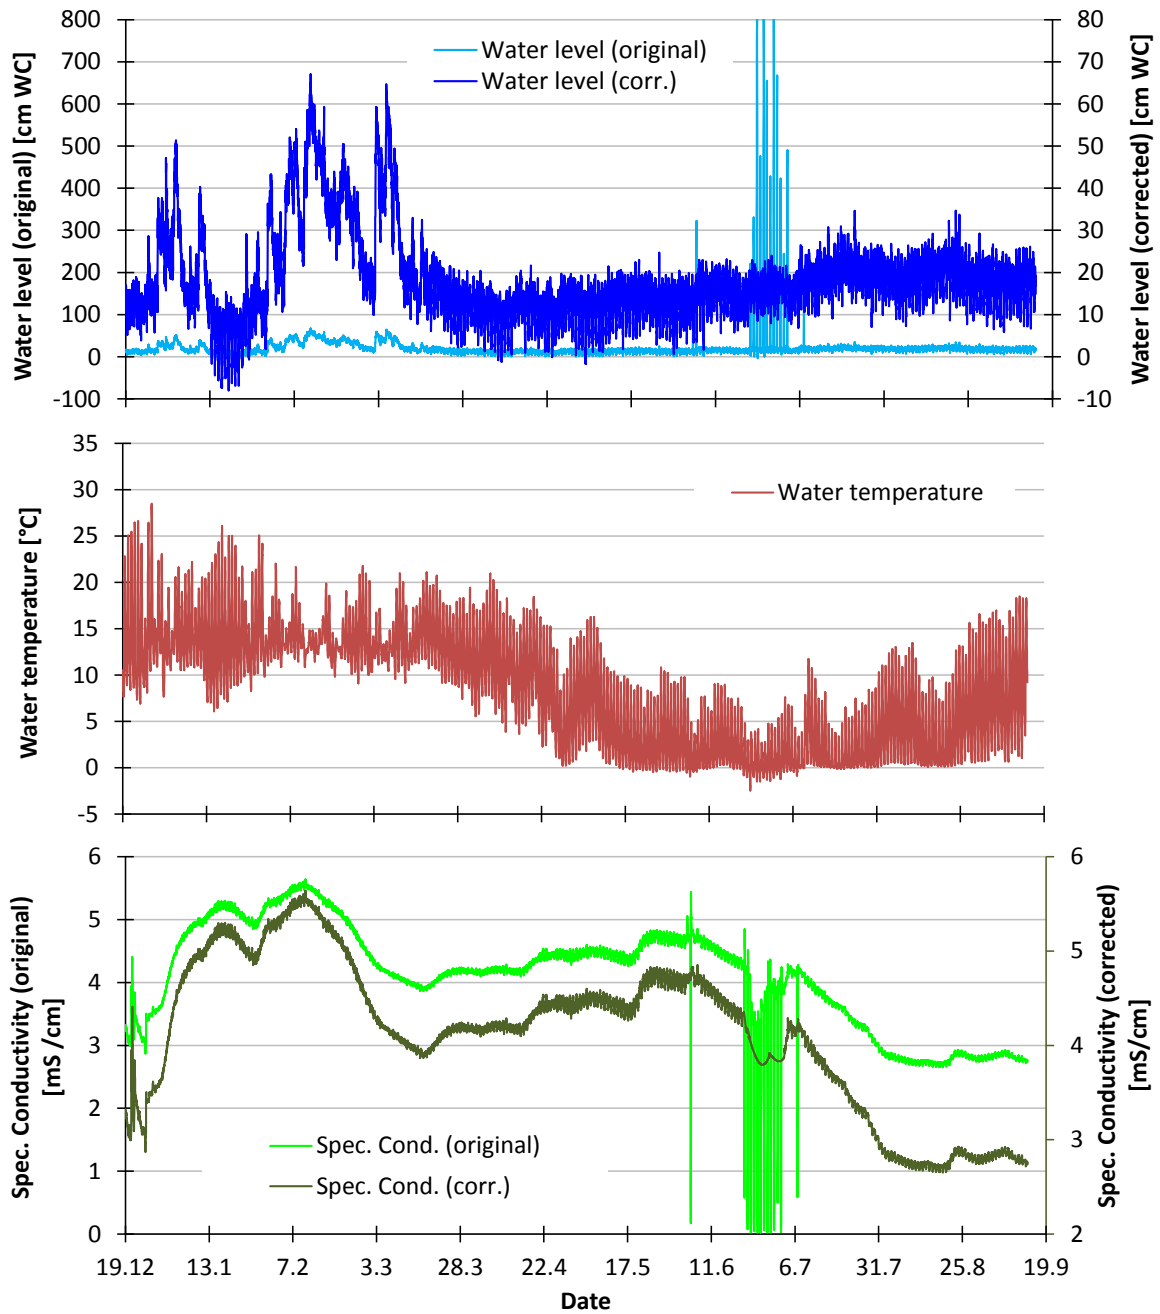 800
700
600
500
400
300
200
100
0
-100
Water level (original) [cm WC]
Water level (original)
Water level (corr.)
80
70
60
50
40
30
20
10
0
-10
Water level (corrected) [cm WC]
35
30
25
20
15
10
5
0
-5
Water temperature [°C]
Water temperature
6
5
4
3
2
1
0
Spec. Conductivity (original)
[mS /cm]
Spec. Cond. (original)
Spec. Cond. (corr.)
6
5
4
3
2
Spec. Conductivity (corrected)
[mS/cm]
19.12 13.1 7.2 3.3 28.3 22.4 17.5 11.6 6.7 31.7 25.8 19.9
Date